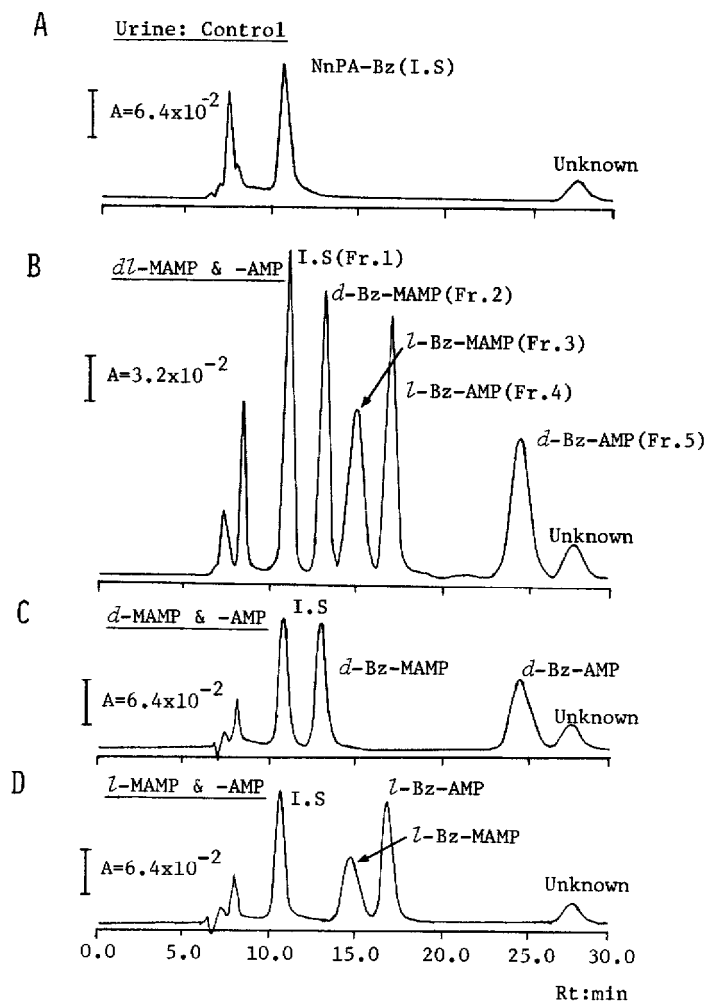 A
Urine: Control
NnPA-Bz(I.S)
A=6.4x10-2
Unknown
B
dl-MAMP & -AMP
I.S(Fr.1)
d-Bz-MAMP(Fr.2)
l-Bz-MAMP(Fr.3)
A=3.2x10-2
l-Bz-AMP(Fr.4)
d-Bz-AMP(Fr.5)
Unknown
C
d-MAMP & -AMP
I.S
d-Bz-MAMP
d-Bz-AMP
A=6.4x10-2
Unknown
D
l-MAMP & -AMP
I.S
l-Bz-AMP
l-Bz-MAMP
A=6.4x10-2
Unknown
0.0 5.0 10.0 15.0 20.0 25.0 30.0
Rt:min